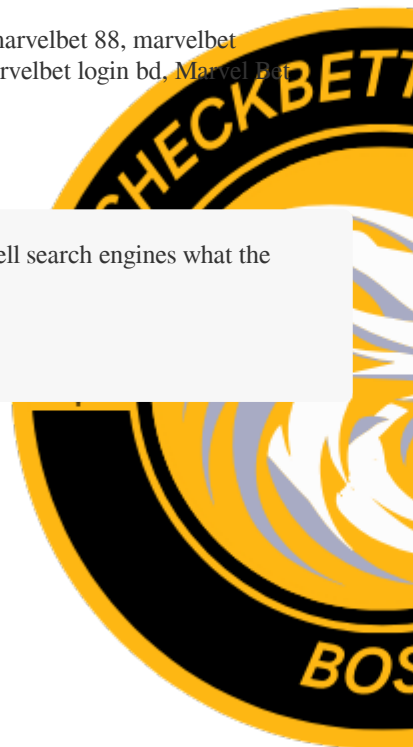 marvelbet 88, marvelbet
rvelbet login bd, Marvel Bet
CHECKBETT
ell search engines what the
BOS